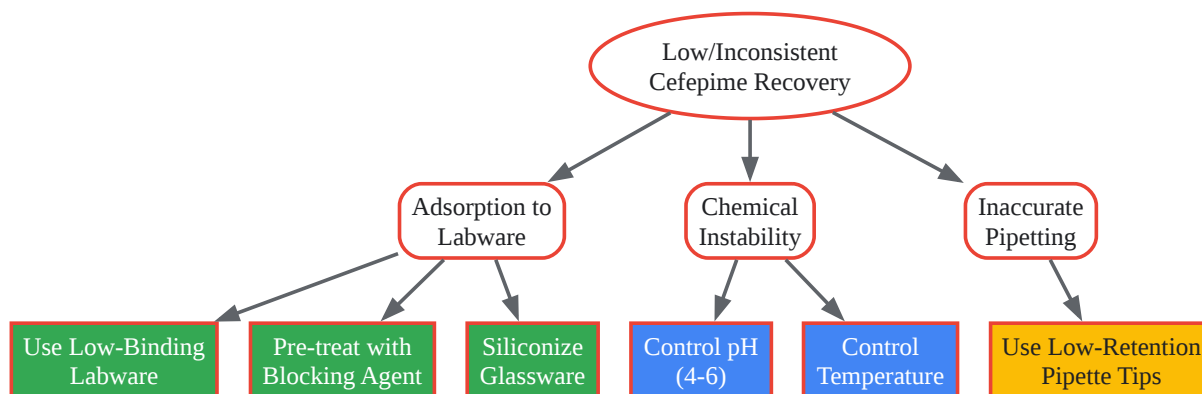 Low/Inconsistent
Cefepime Recovery
Adsorption to
Labware
Chemical
Instability
Inaccurate
Pipetting
Use Low-Binding
Labware
Pre-treat with
Blocking Agent
Siliconize
Glassware
Control pH
(4-6)
Control
Temperature
Use Low-Retention
Pipette Tips